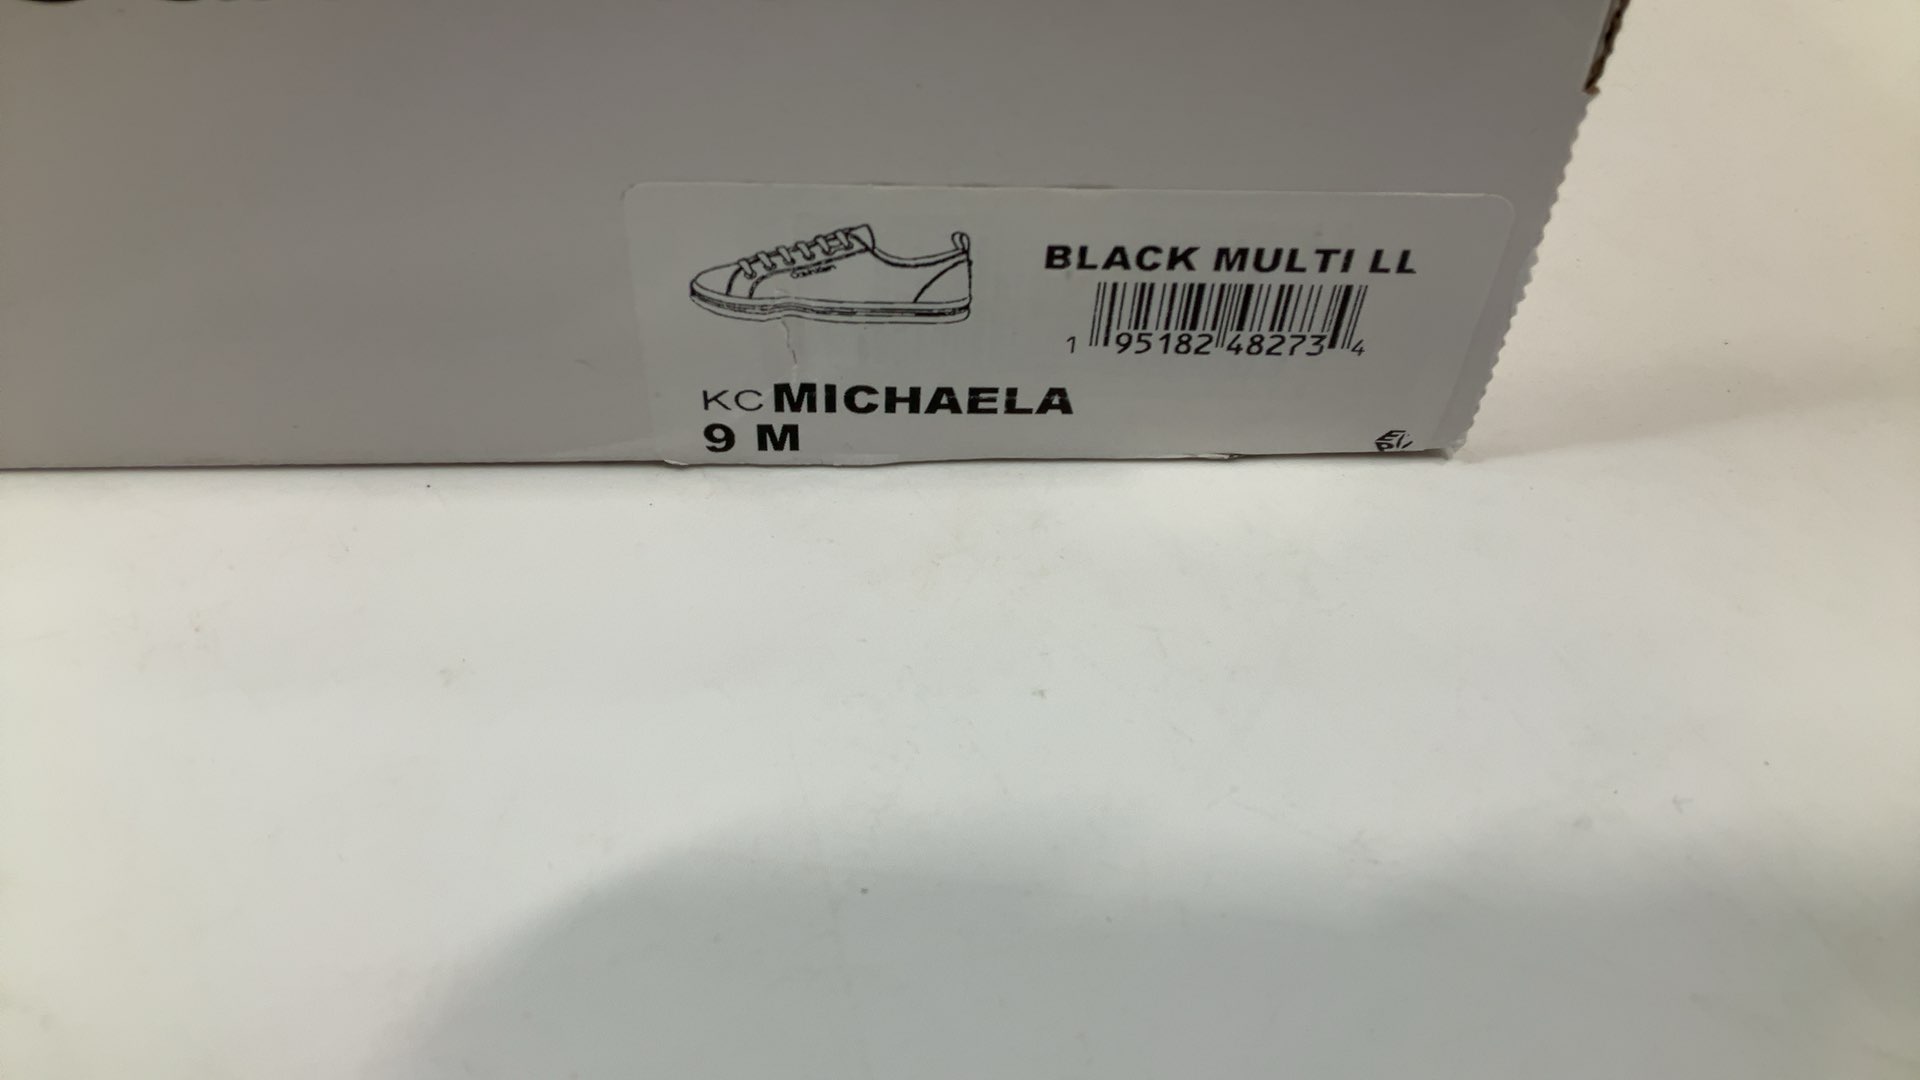 BLACK MULTI LL
1 95182 48273 4
KC MICHAELA
9 M